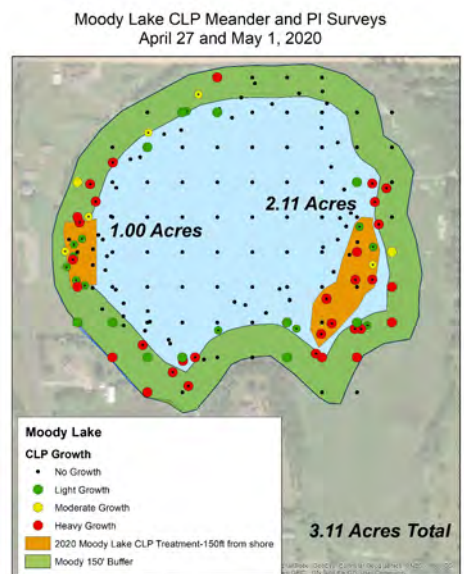 Moody Lake CLP Meander and PI Surveys
April 27 and May 1, 2020
2.11 Acres
1.00 Acres
Moody Lake
CLP Growth
No Growth
Light Growth
Moderate Growth
Heavy Growth
2020 Moody Lake CLP Treatment-150ft from shore
Moody 150' Buffer
3.11 Acres Total